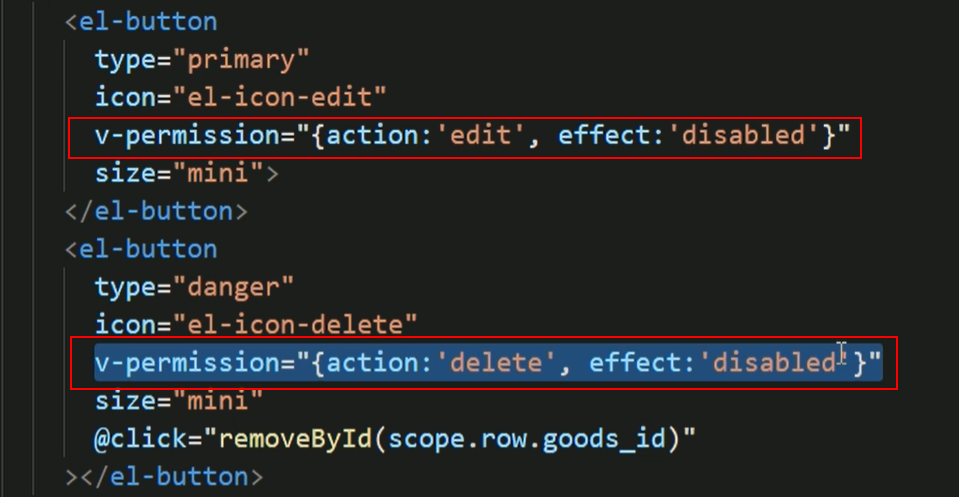 <el-button
type="primary"
icon="el-icon-edit"
v-permission="{action:'edit', effect:'disabled'}"
size="mini">
</el-button>
<el-button
type="danger"
icon="el-icon-delete"
v-permission="{action:'delete', effect:'disabled'}"
size="mini"
@click="removeById(scope.row.goods_id)"
></el-button>